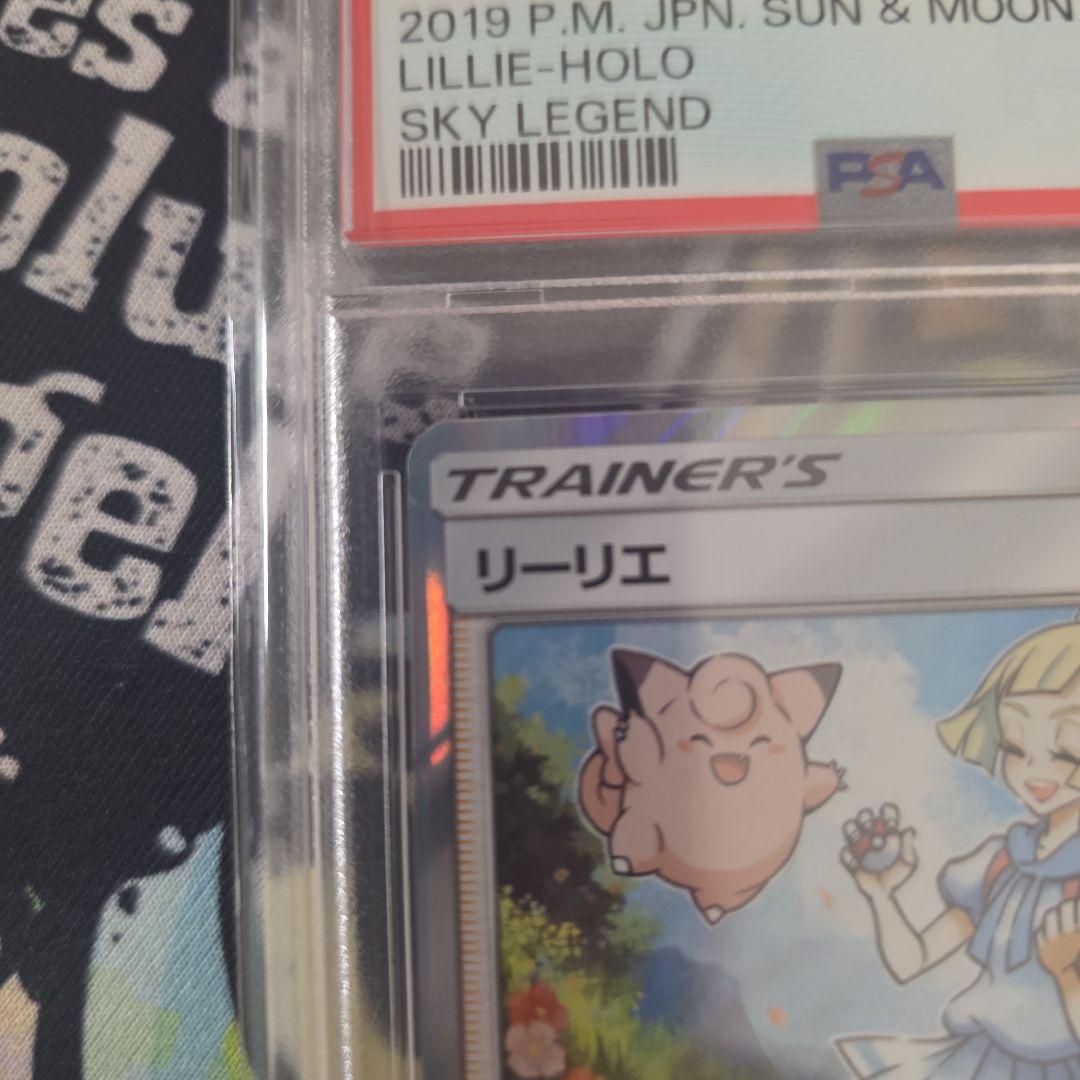 2019 P.M. JPN. SUN & MOON
LILLIE-HOLO
SKY LEGEND
PSA
TRAINER'S
リーリエ